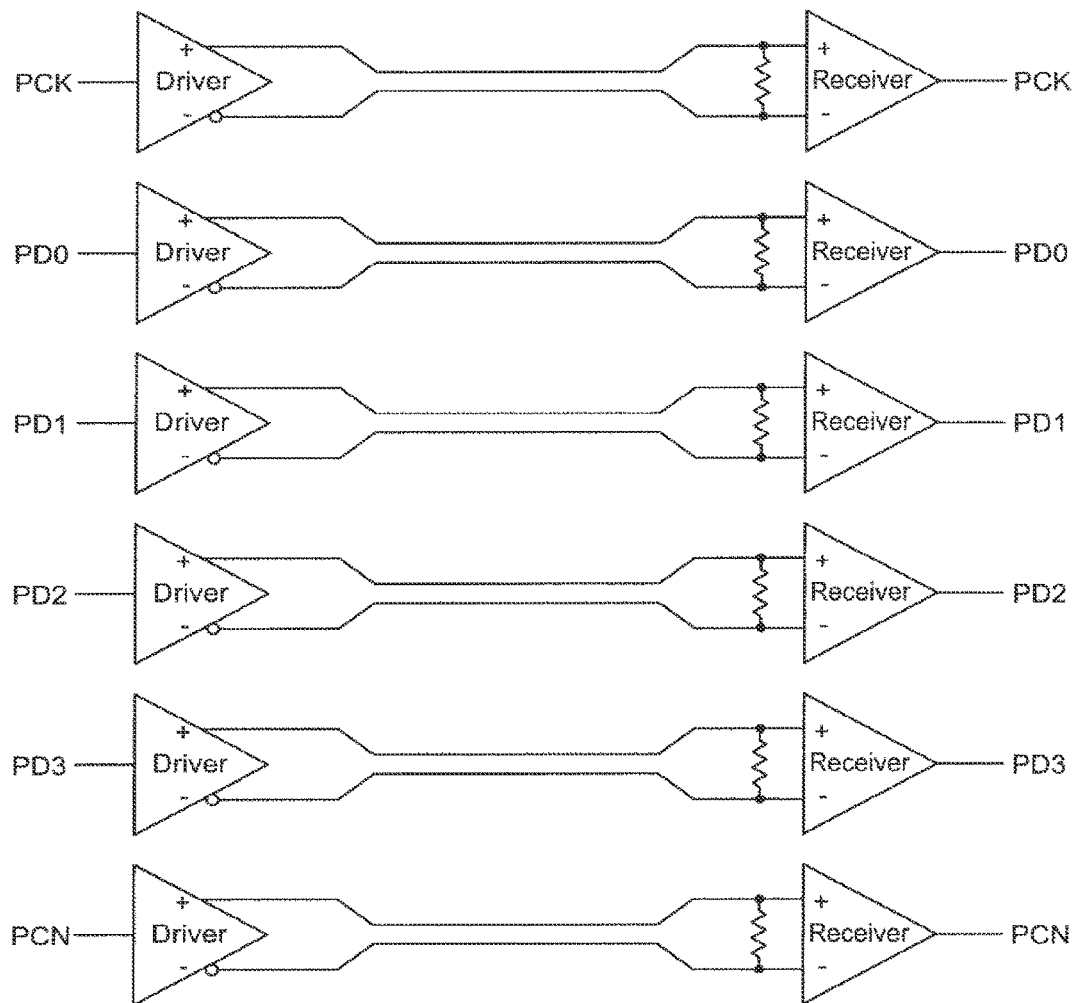 + +
PCK Driver Receiver PCK
- -
+ +
PD0 Driver Receiver PD0
- -
+ +
PD1 Driver Receiver PD1
- -
+ +
PD2 Driver Receiver PD2
- -
+ +
PD3 Driver Receiver PD3
- -
+ +
PCN Driver Receiver PCN
- -